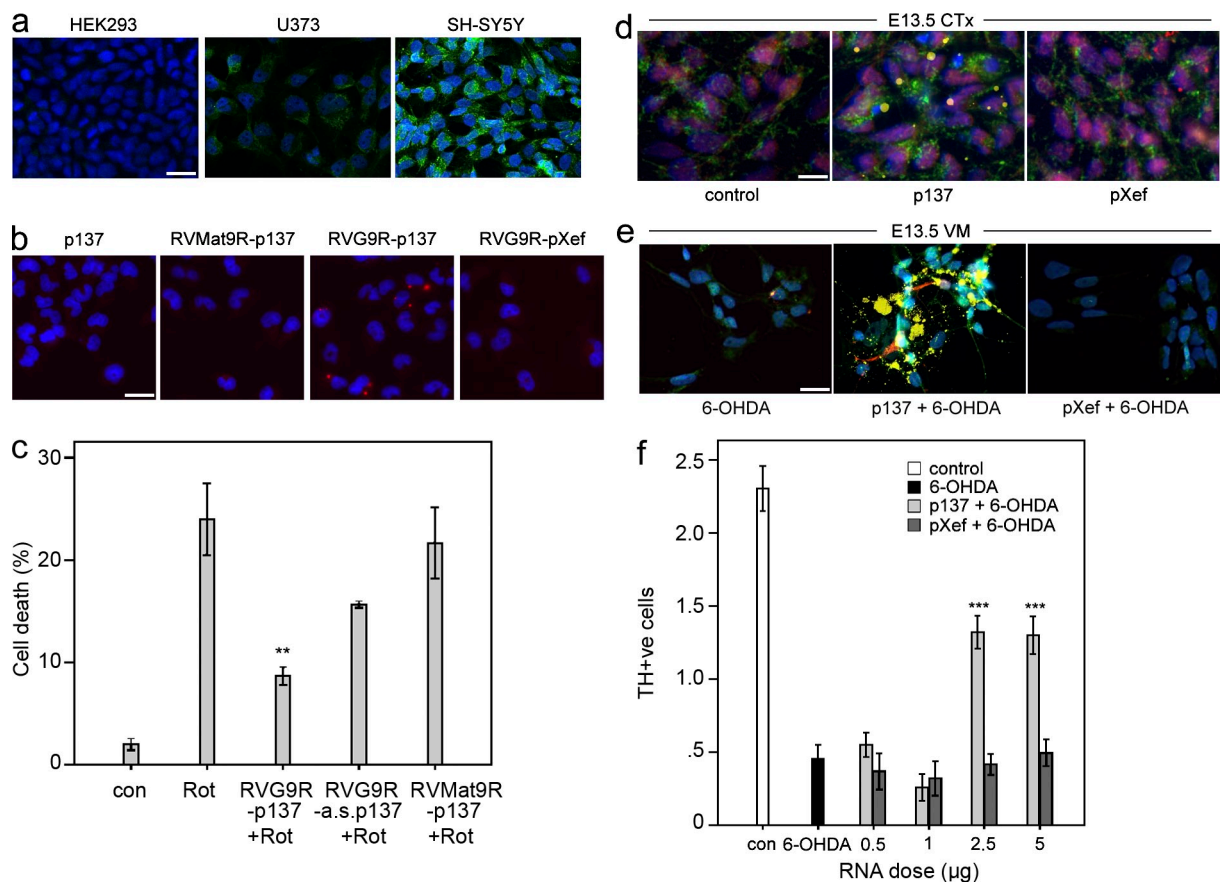 a
HEK293 U373 SH-SY5Y
b
p137 RVMat9R-p137 RVG9R-p137 RVG9R-pXef
c
Cell death (%)
30
20
10
0
**
con Rot RVG9R RVG9R RVMat9R
-p137 -a.s.p137 -p137
+Rot +Rot +Rot
d
E13.5 CTx
control p137 pXef
e
E13.5 VM
6-OHDA p137 + 6-OHDA pXef + 6-OHDA
f
TH+ve cells
2.5
2.0
1.5
1.0
.5
0
control
6-OHDA
p137 + 6-OHDA
pXef + 6-OHDA
*** ***
con 6-OHDA 0.5 1 2.5 5
RNA dose (µg)